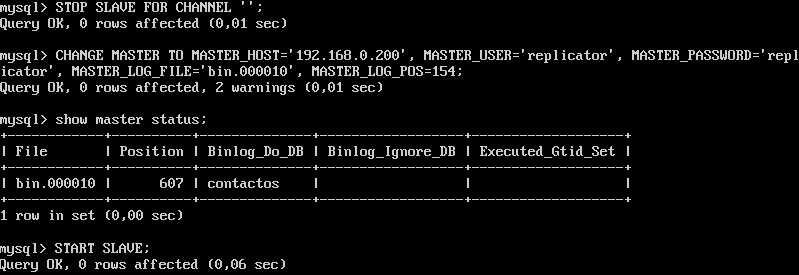 mysql> STOP SLAVE FOR CHANNEL '';
Query OK, 0 rows affected (0,01 sec)
mysql> CHANGE MASTER TO MASTER_HOST='192.168.0.200', MASTER_USER='replicator', MASTER_PASSWORD='repl
icator', MASTER_LOG_FILE='bin.000010', MASTER_LOG_POS=154;
Query OK, 0 rows affected, 2 warnings (0,01 sec)
mysql> show master status;
+------------+----------+--------------+------------------+-------------------+
| File       | Position | Binlog_Do_DB | Binlog_Ignore_DB | Executed_Gtid_Set |
+------------+----------+--------------+------------------+-------------------+
| bin.000010 |      607 | contactos    |                  |                   |
+------------+----------+--------------+------------------+-------------------+
1 row in set (0,00 sec)
mysql> START SLAVE;
Query OK, 0 rows affected (0,06 sec)